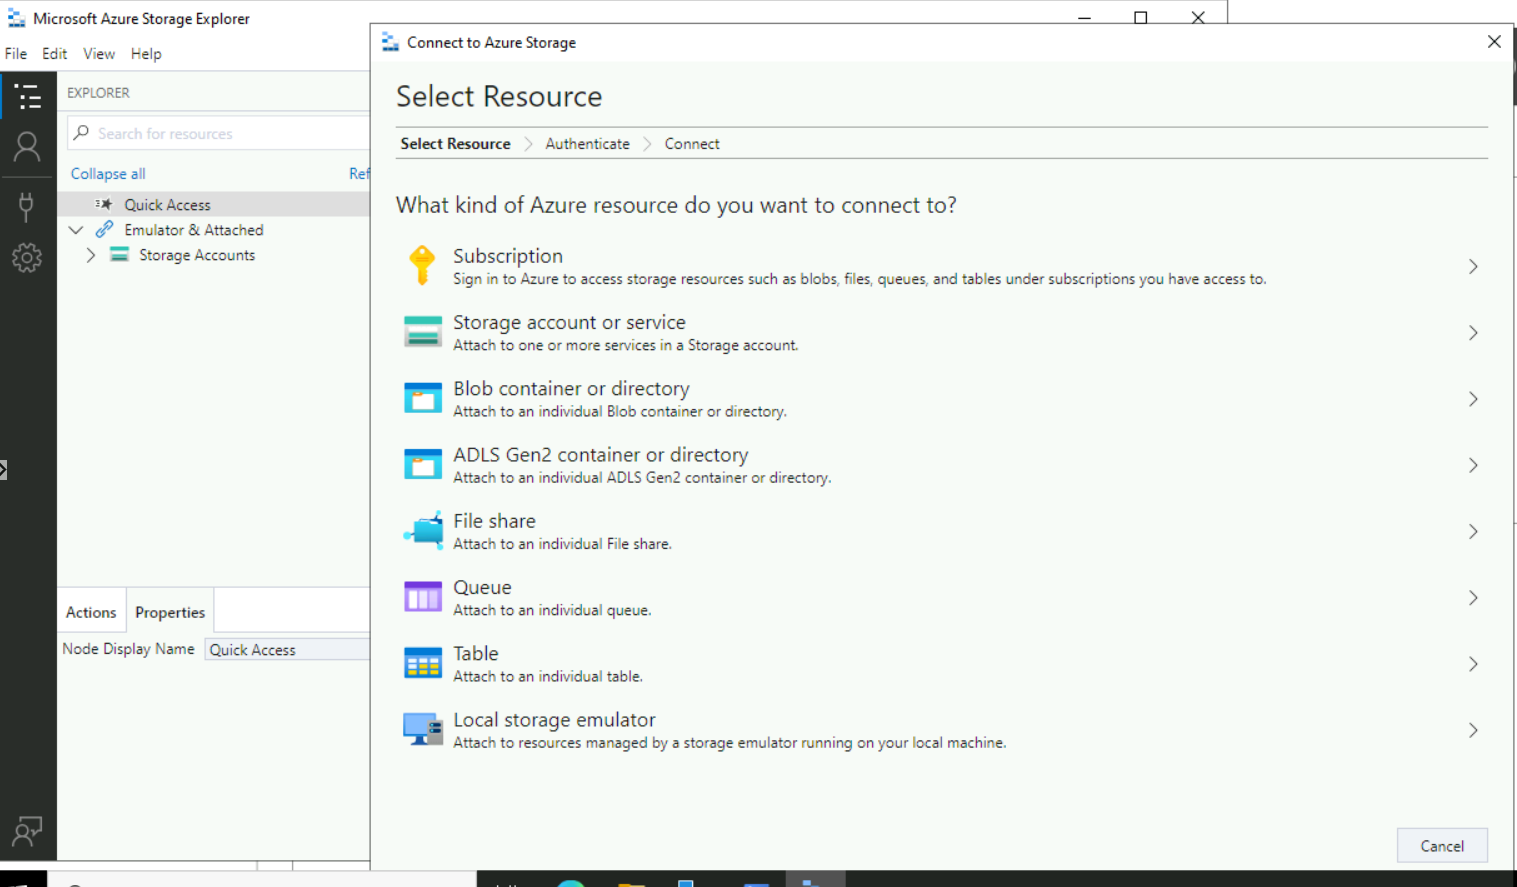 Microsoft Azure Storage Explorer
File Edit View Help
EXPLORER
Search for resources
Collapse all
Ref
Quick Access
Emulator & Attached
Storage Accounts
Actions Properties
Node Display Name Quick Access
Connect to Azure Storage
Select Resource
Select Resource Authenticate Connect
What kind of Azure resource do you want to connect to?
Subscription
Sign in to Azure to access storage resources such as blobs, files, queues, and tables under subscriptions you have access to.
Storage account or service
Attach to one or more services in a Storage account.
Blob container or directory
Attach to an individual Blob container or directory.
ADLS Gen2 container or directory
Attach to an individual ADLS Gen2 container or directory.
File share
Attach to an individual File share.
Queue
Attach to an individual queue.
Table
Attach to an individual table.
Local storage emulator
Attach to resources managed by a storage emulator running on your local machine.
Cancel